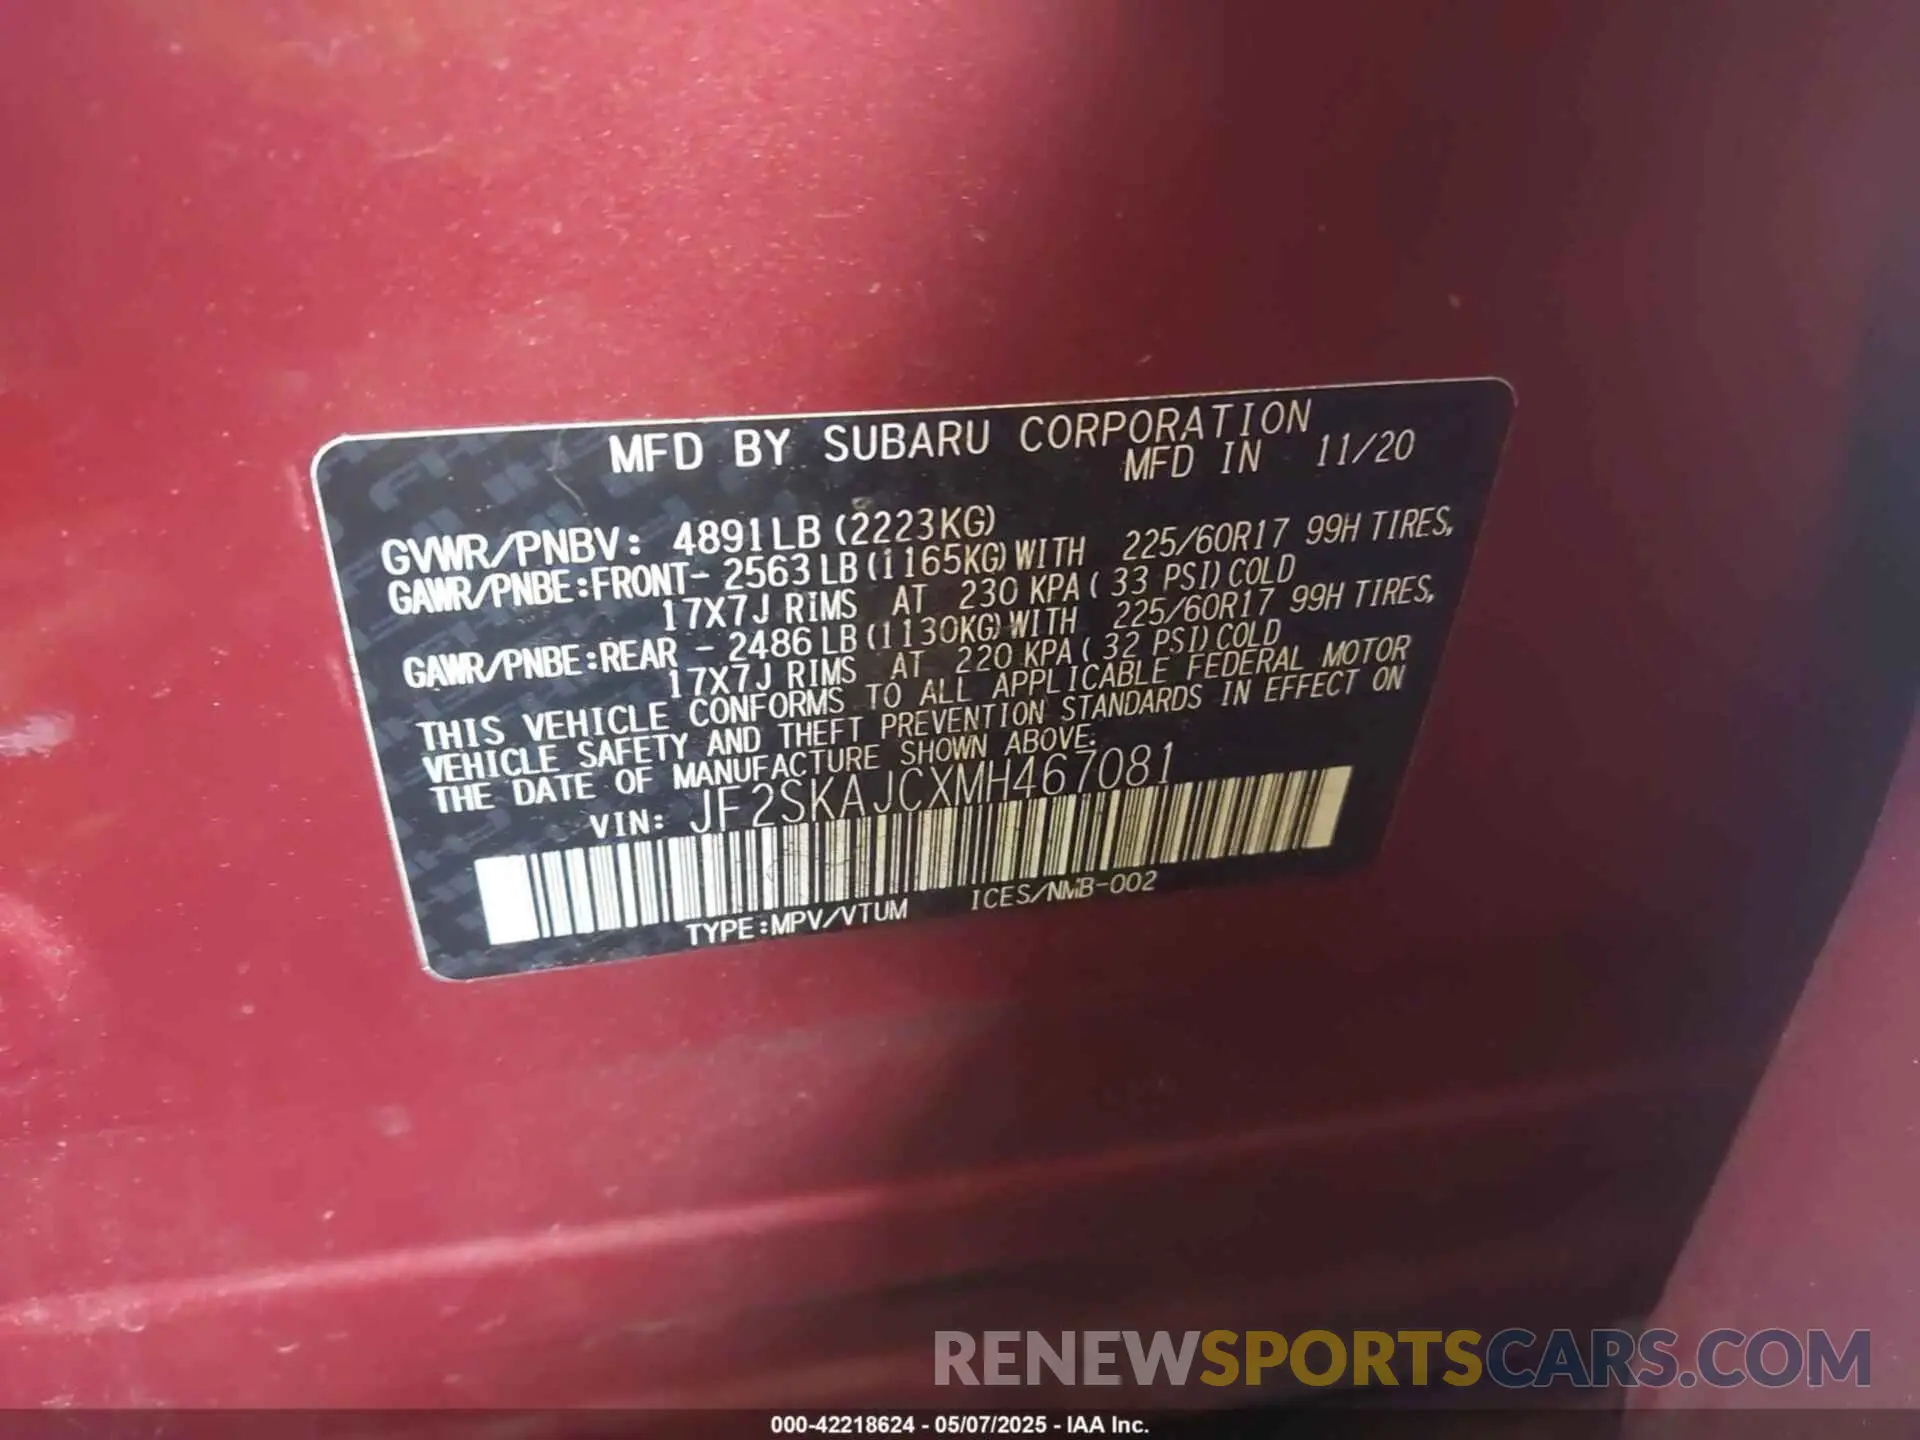 MFD BY SUBARU CORPORATION
MFD IN 11/20
GVWR/PNBV: 4891LB (2223KG)
GAWR/PNBE:FRONT- 2563LB (1165KG) WITH 225/60R17 99H TIRES,
17X7J RIMS AT 230 KPA ( 33 PSI) COLD
GAWR/PNBE:REAR - 2486LB (1130KG) WITH 225/60R17 99H TIRES,
17X7J RIMS AT 220 KPA ( 32 PSI) COLD
THIS VEHICLE CONFORMS TO ALL APPLICABLE FEDERAL MOTOR
VEHICLE SAFETY AND THEFT PREVENTION STANDARDS IN EFFECT ON
THE DATE OF MANUFACTURE SHOWN ABOVE.
VIN: JF2SKAJCXMH467081
TYPE:MPV/VTUM ICES/NMB-002
RENEWSPORTSCARS.COM
000-42218624 - 05/07/2025 - IAA Inc.